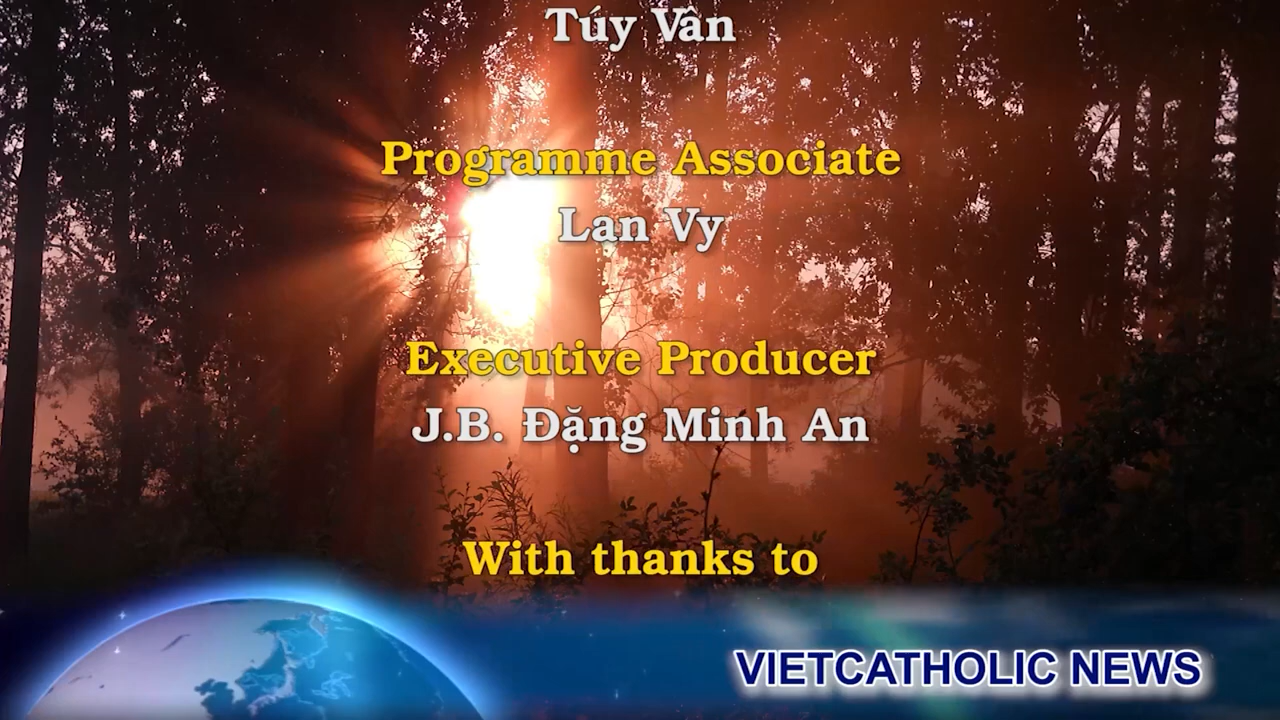 Túy Vân
Programme Associate
Lan Vy
Executive Producer
J.B. Đặng Minh An
With thanks to
VIETCATHOLIC NEWS